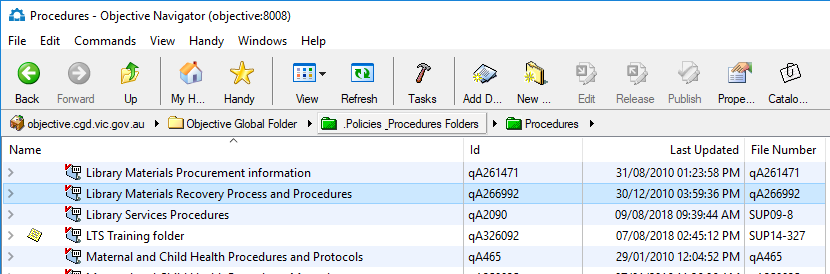 Procedures - Objective Navigator (objective:8008)
File Edit Commands View Handy Windows Help
Back Forward Up My H... Handy View Refresh Tasks Add D... New ... Edit Release Publish Prope... Catalo...
objective.cgd.vic.gov.au Objective Global Folder .Policies _Procedures Folders Procedures
Name Id Last Updated File Number
Library Materials Procurement information qA261471 31/08/2010 01:23:58 PM qA261471
Library Materials Recovery Process and Procedures qA266992 30/12/2010 03:59:36 PM qA266992
Library Services Procedures qA2090 09/08/2018 09:39:44 AM SUP09-8
LTS Training folder qA326092 07/08/2018 02:45:12 PM SUP14-327
Maternal and Child Health Procedures and Protocols qA465 29/01/2010 12:04:52 PM qA465